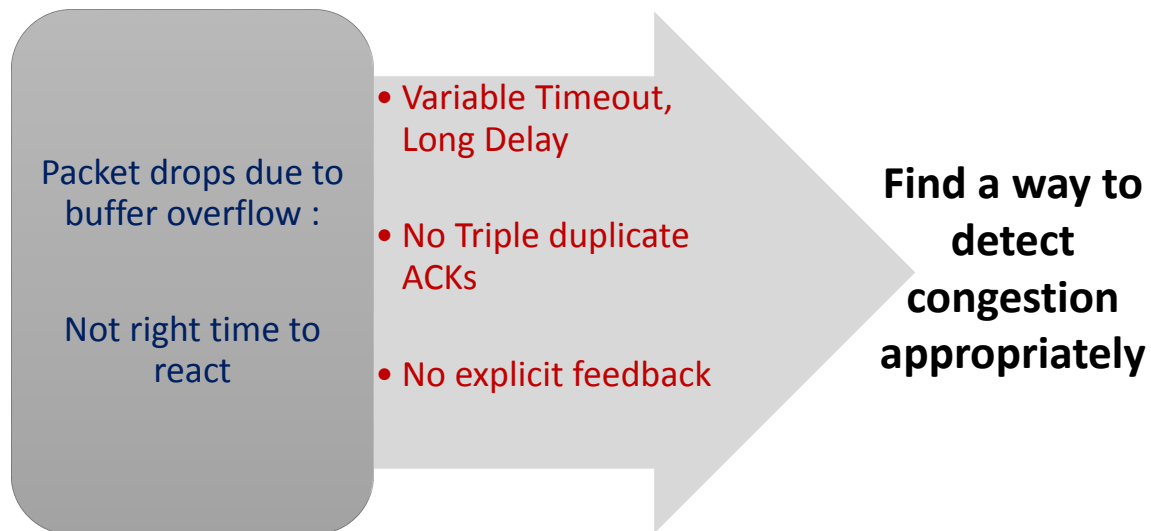 Packet drops due to
buffer overflow :
Not right time to
react
• Variable Timeout,
Long Delay
• No Triple duplicate
ACKs
• No explicit feedback
Find a way to
detect
congestion
appropriately